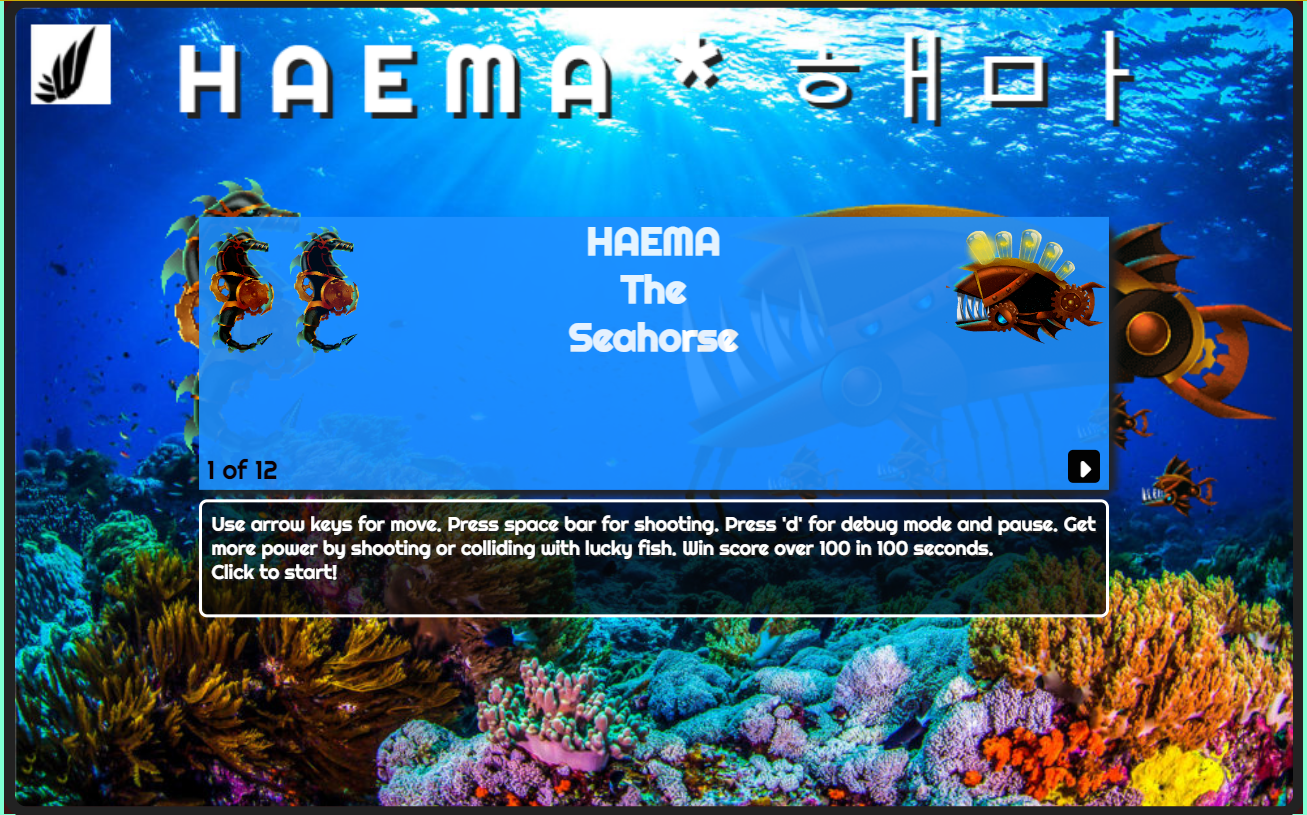 HAEMA * 해마
HAEMA
The
Seahorse
1 of 12
Use arrow keys for move. Press space bar for shooting. Press 'd' for debug mode and pause. Get
more power by shooting or colliding with lucky fish. Win score over 100 in 100 seconds.
Click to start!